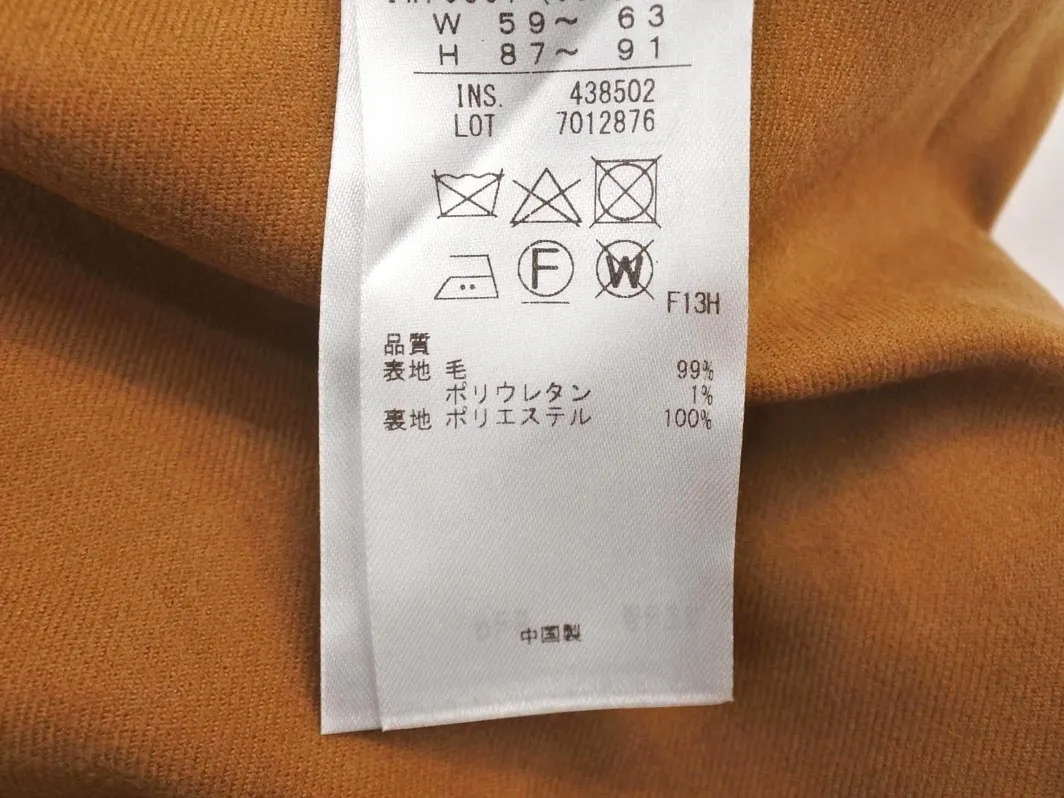 W 59～ 63
H 87～ 91
INS. 438502
LOT 7012876
F W
F13H
品質
表地 毛 99%
ポリウレタン 1%
裏地 ポリエステル 100%
中国製